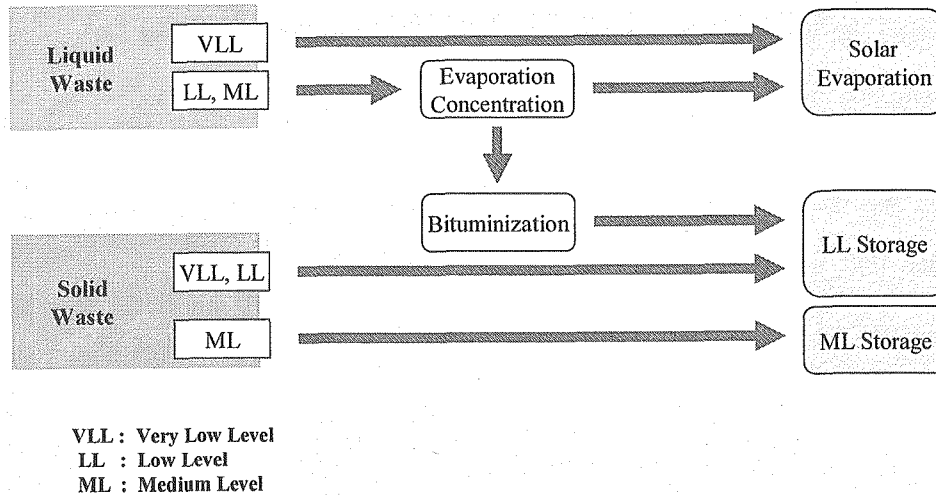 Liquid
Waste
VLL
LL, ML
Evaporation
Concentration
Solar
Evaporation
Bituminization
LL Storage
Solid
Waste
VLL, LL
ML
ML Storage
VLL : Very Low Level
LL : Low Level
ML : Medium Level